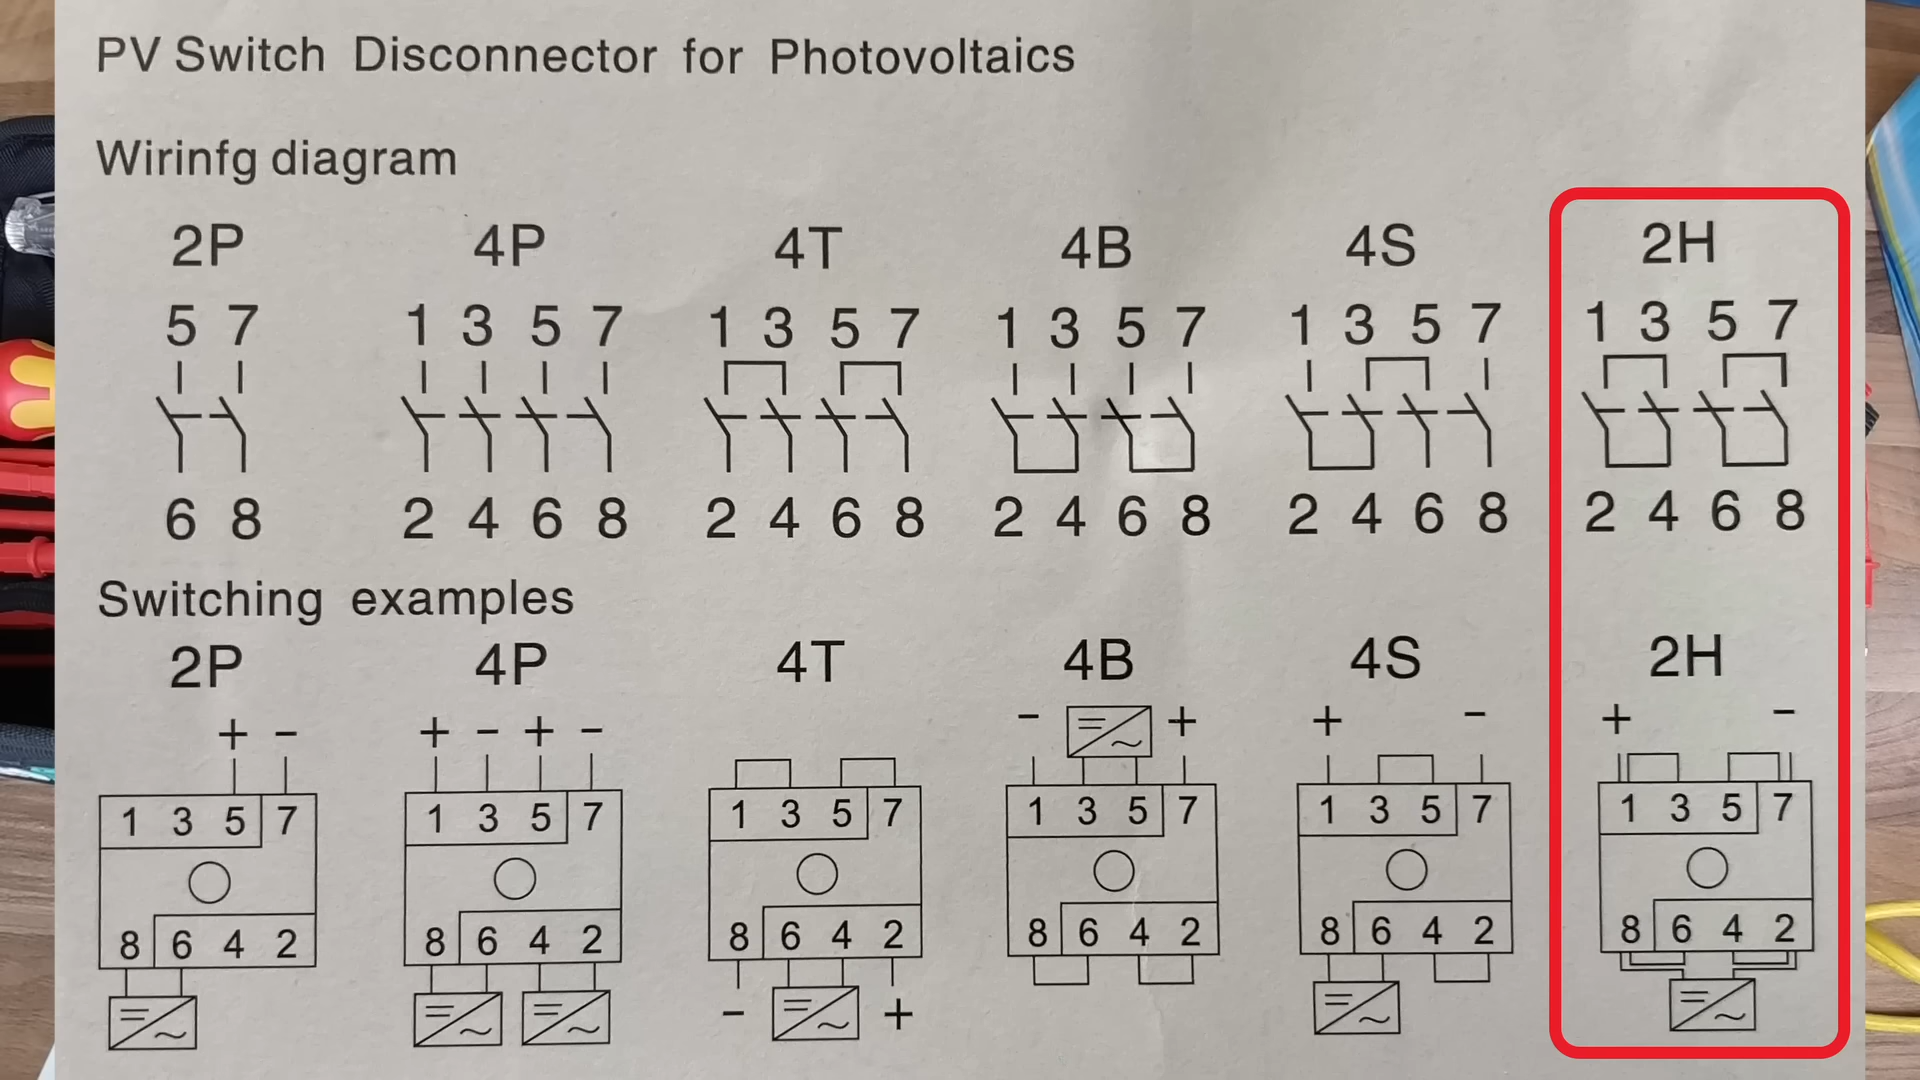 PV Switch Disconnector for Photovoltaics
Wirinfg diagram
2P 4P 4T 4B 4S 2H
5 7 1 3 5 7 1 3 5 7 1 3 5 7 1 3 5 7 1 3 5 7
6 8 2 4 6 8 2 4 6 8 2 4 6 8 2 4 6 8 2 4 6 8
Switching examples
2P 4P 4T 4B 4S 2H
+ - + - + - - + + - + -
1 3 5 7 1 3 5 7 1 3 5 7 1 3 5 7 1 3 5 7 1 3 5 7
8 6 4 2 8 6 4 2 8 6 4 2 8 6 4 2 8 6 4 2 8 6 4 2
- +